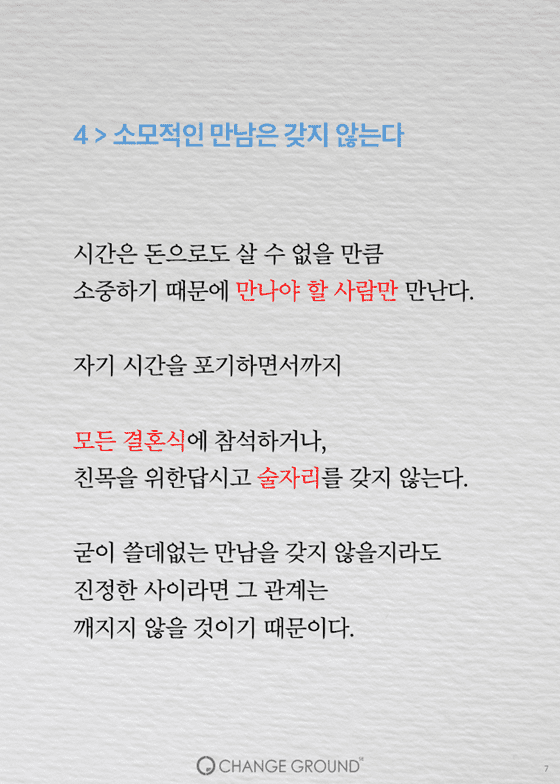 4 > 소모적인 만남은 갖지 않는다
시간은 돈으로도 살 수 없을 만큼
소중하기 때문에 만나야 할 사람만 만난다.
자기 시간을 포기하면서까지
모든 결혼식에 참석하거나,
친목을 위한답시고 술자리를 갖지 않는다.
굳이 쓸데없는 만남을 갖지 않을지라도
진정한 사이라면 그 관계는
깨지지 않을 것이기 때문이다.
CHANGE GROUND
7